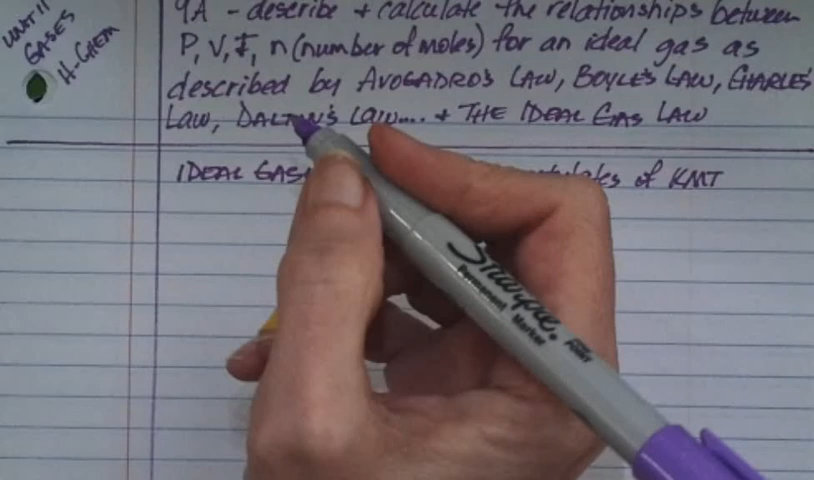 UNIT 11
GASES
H-CHEM
9A - describe + calculate the relationships between
P, V, T, n (number of moles) for an ideal gas as
described by AVOGADRO'S LAW, BOYLE'S LAW, CHARLES'
LAW, DALTON'S LAW.... + THE IDEAL GAS LAW
IDEAL GAS of KMT
Sharpie.
Permanent Marker
FINE POINT